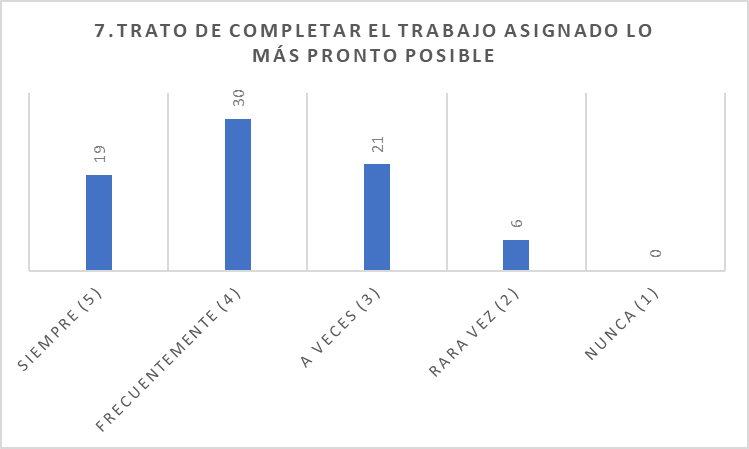 7.TRATO DE COMPLETAR EL TRABAJO ASIGNADO LO
MÁS PRONTO POSIBLE
19
30
21
6
0
SIEMPRE (5)
FRECUENTEMENTE (4)
A VECES (3)
RARA VEZ (2)
NUNCA (1)